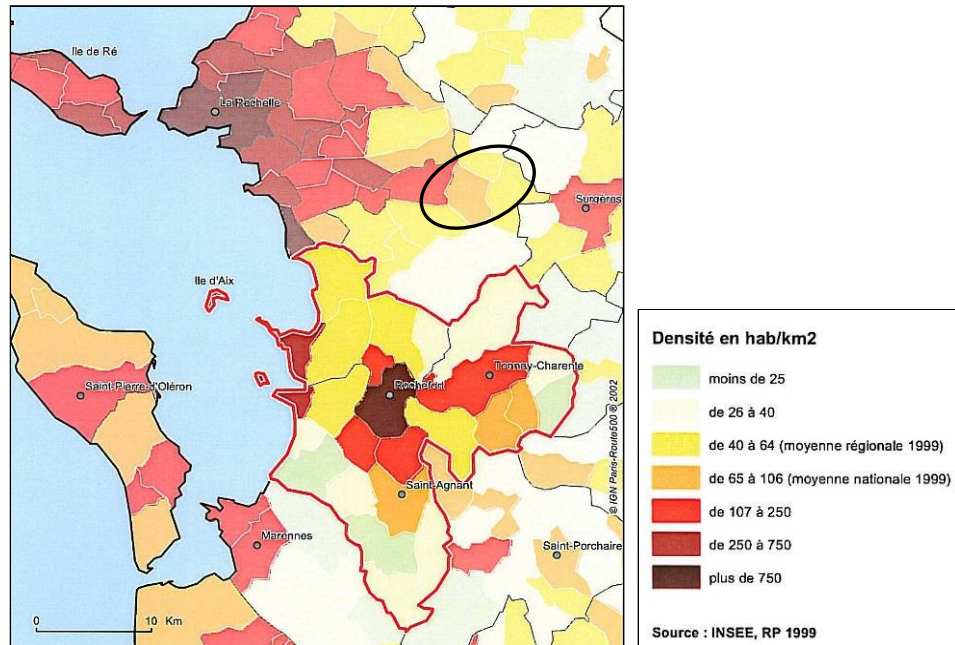 Ile de Ré
La Rochelle
Surgères
Ile d'Aix
Saint-Pierre-d'Oléron
Rochefort
Tonnay-Charente
Saint-Agnant
Marennes
Saint-Porchaire
0 10 Km
© IGN Paris-Route500 ® 2002
Densité en hab/km2
moins de 25
de 26 à 40
de 40 à 64 (moyenne régionale 1999)
de 65 à 106 (moyenne nationale 1999)
de 107 à 250
de 250 à 750
plus de 750
Source : INSEE, RP 1999